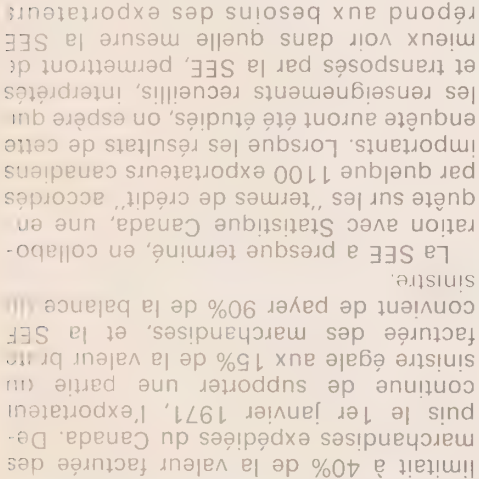 limitait à 40% de la valeur facturée des
marchandises expédiées du Canada. De-
puis le 1er janvier 1971, l'exportateur
continue de supporter une partie du
sinistre égale aux 15% de la valeur brute
facturée des marchandises, et la SEE
convient de payer 90% de la balance du
sinistre.
La SEE a presque terminé, en collabo-
ration avec Statistique Canada, une en-
quête sur les "termes de crédit" accordés
par quelque 1100 exportateurs canadiens
importants. Lorsque les résultats de cette
enquête auront été étudiés, on espère que
les renseignements recueillis, interprétés
et transposés par la SEE, permettront de
mieux voir dans quelle mesure la SEE
répond aux besoins des exportateurs